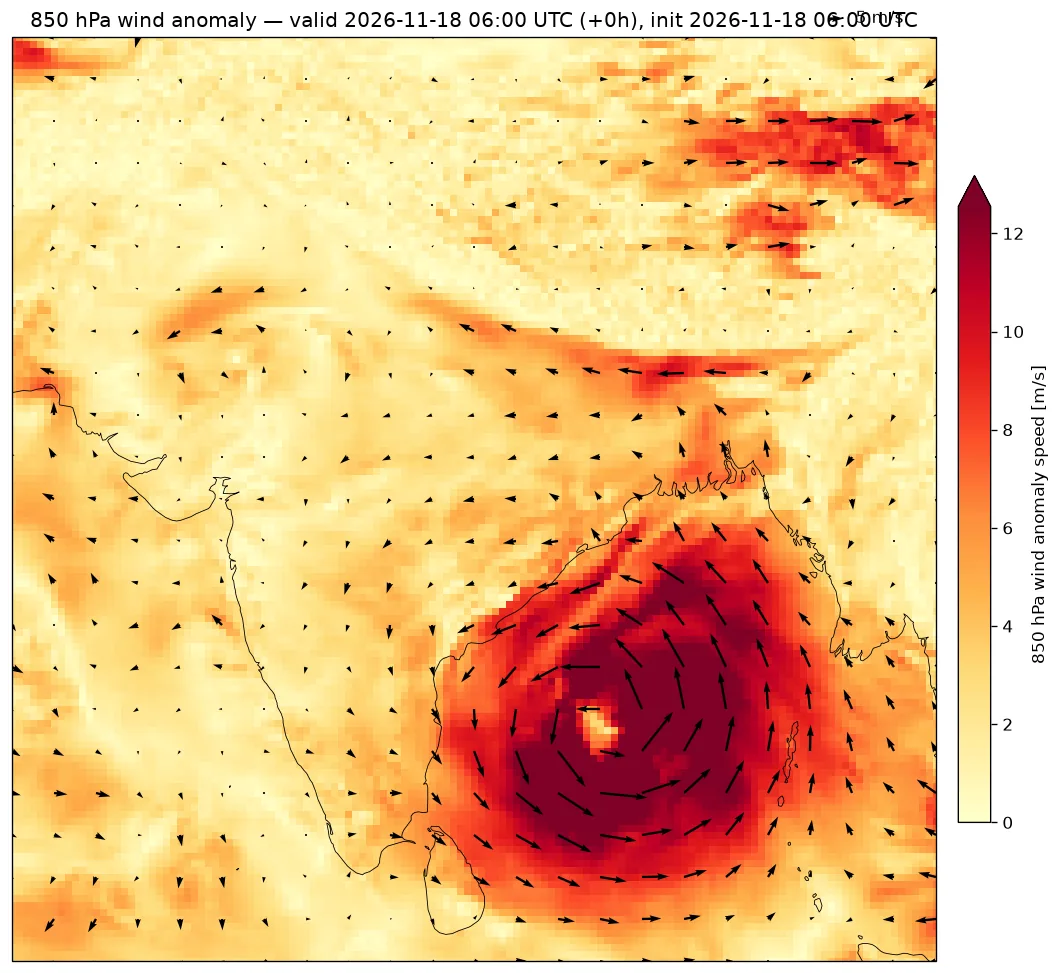 850 hPa wind anomaly — valid 2026-11-18 06:00 UTC (+0h), init 2026-11-18 06:00 UTC
5 m/s
12
10
8
6
4
2
0
850 hPa wind anomaly speed [m/s]